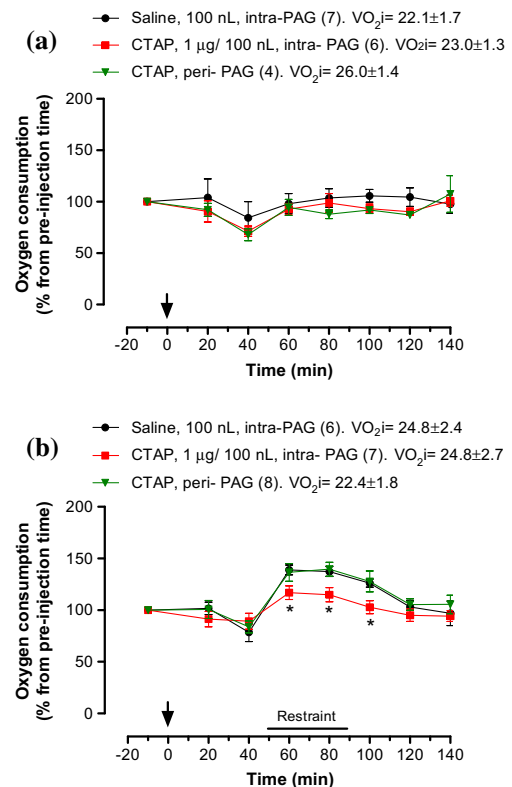 (a)
Saline, 100 nL, intra-PAG (7). VO2i= 22.1±1.7
CTAP, 1 μg/ 100 nL, intra- PAG (6). VO2i= 23.0±1.3
CTAP, peri- PAG (4). VO2i= 26.0±1.4
Oxygen consumption
(% from pre-injection time)
200
150
100
50
0
-20 0 20 40 60 80 100 120 140
Time (min)
(b)
Saline, 100 nL, intra-PAG (6). VO2i= 24.8±2.4
CTAP, 1 μg/ 100 nL, intra- PAG (7). VO2i= 24.8±2.7
CTAP, peri- PAG (8). VO2i= 22.4±1.8
Oxygen consumption
(% from pre-injection time)
200
150
100
50
0
* * *
Restraint
-20 0 20 40 60 80 100 120 140
Time (min)